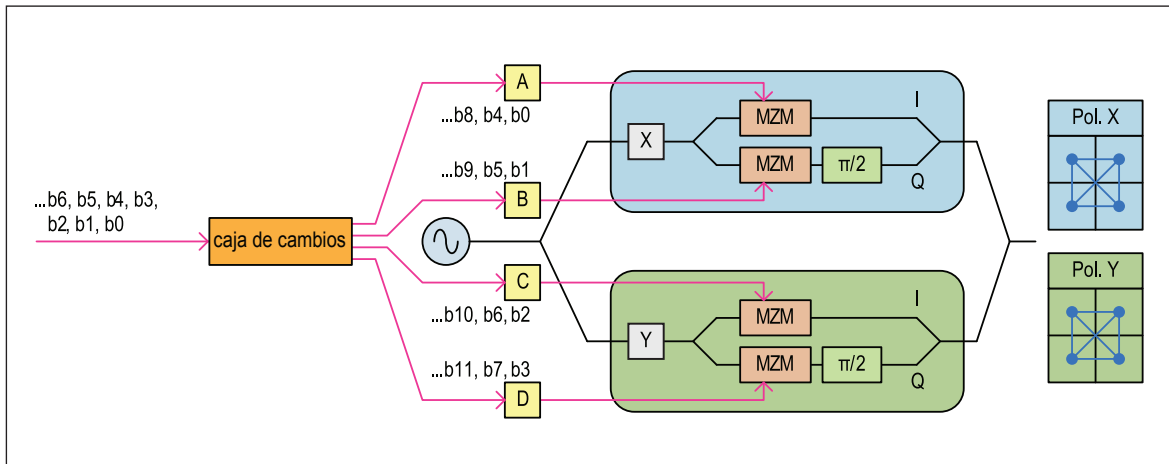 A
...b8, b4, b0
...b9, b5, b1
B
...b6, b5, b4, b3,
b2, b1, b0
caja de cambios
C
...b10, b6, b2
...b11, b7, b3
D
X
MZM
I
MZM
π/2
Q
Y
MZM
I
MZM
π/2
Q
Pol. X
Pol. Y